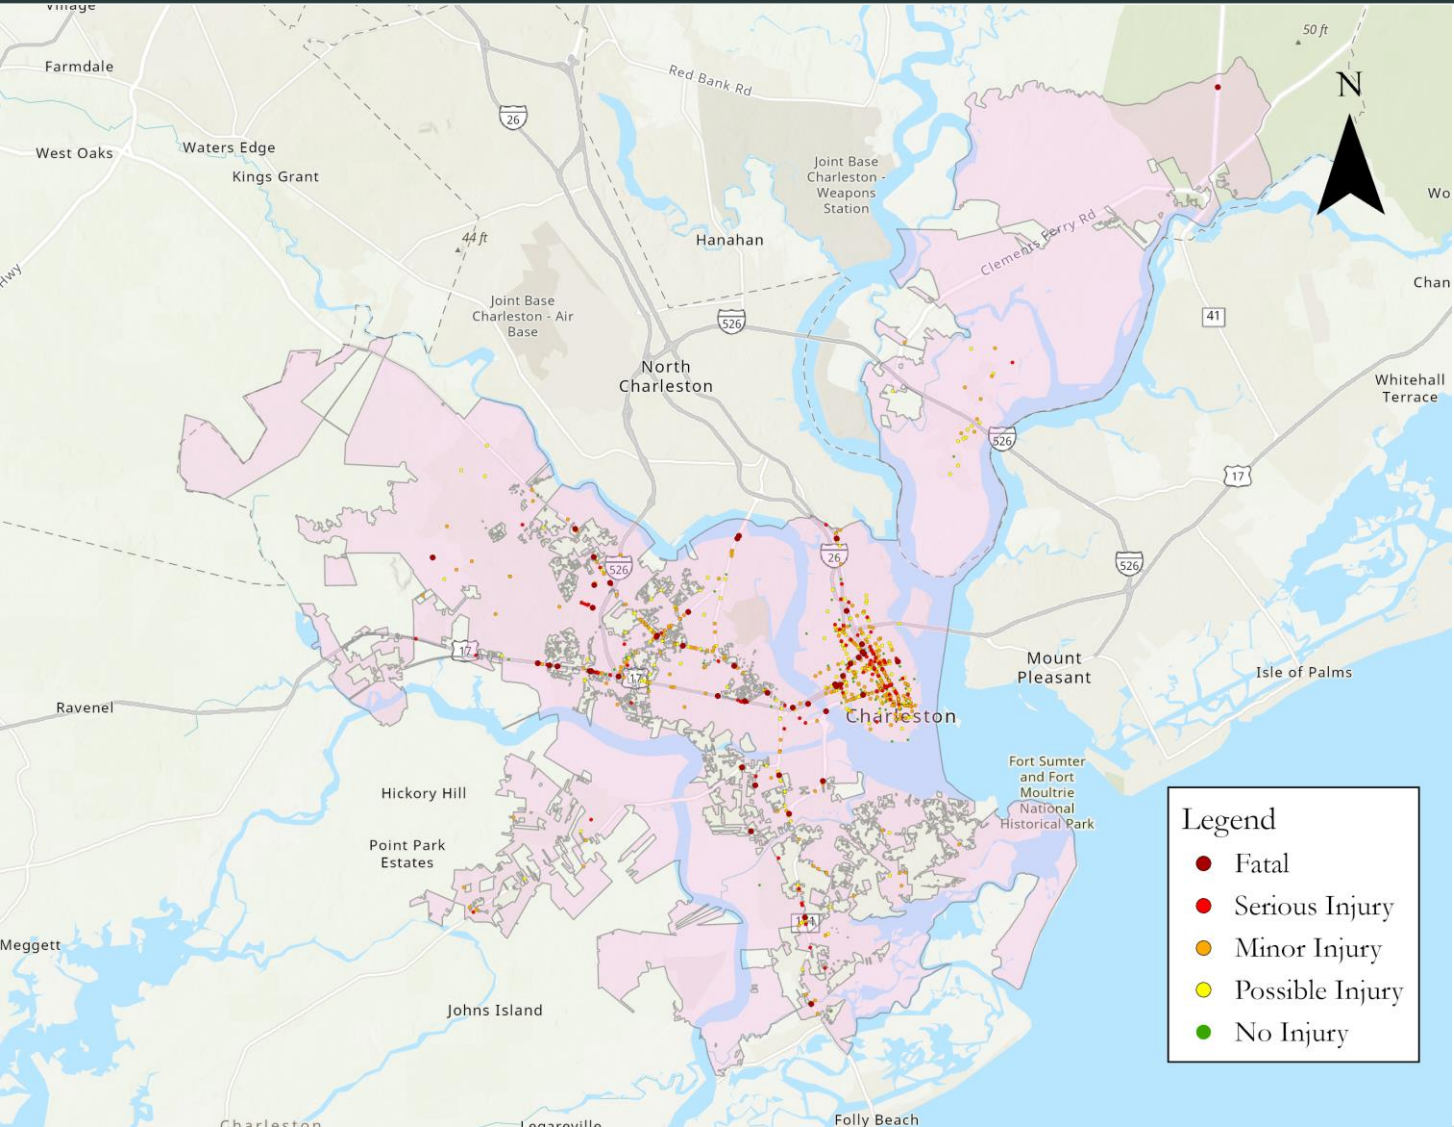 Village
50 ft
Farmdale
Red Bank Rd
N
26
West Oaks
Waters Edge
Kings Grant
Joint Base
Charleston -
Weapons
Station
Wo
44 ft
Hanahan
Clements Ferry Rd
Hwy
Joint Base
Charleston - Air
Base
526
41
Chan
North
Charleston
Whitehall
Terrace
526
17
26
526
526
17
17
Mount
Pleasant
Isle of Palms
Ravenel
Charleston
Fort Sumter
and Fort
Moultrie
National
Historical Park
Hickory Hill
Point Park
Estates
Legend
Fatal
Serious Injury
Minor Injury
Possible Injury
No Injury
Meggett
Johns Island
Charleston
Legareville
Folly Beach